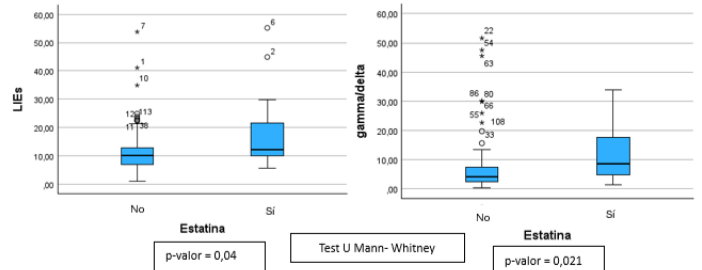 60,00
50,00
40,00
30,00
20,00
10,00
,00
LIEs
7
1
10
113
38
11
6
2
No
Sí
Estatina
p-valor = 0,04
Test U Mann- Whitney
60,00
50,00
40,00
30,00
20,00
10,00
,00
gamma/delta
22
54
63
86 80
66
55
108
33
No
Sí
Estatina
p-valor = 0,021